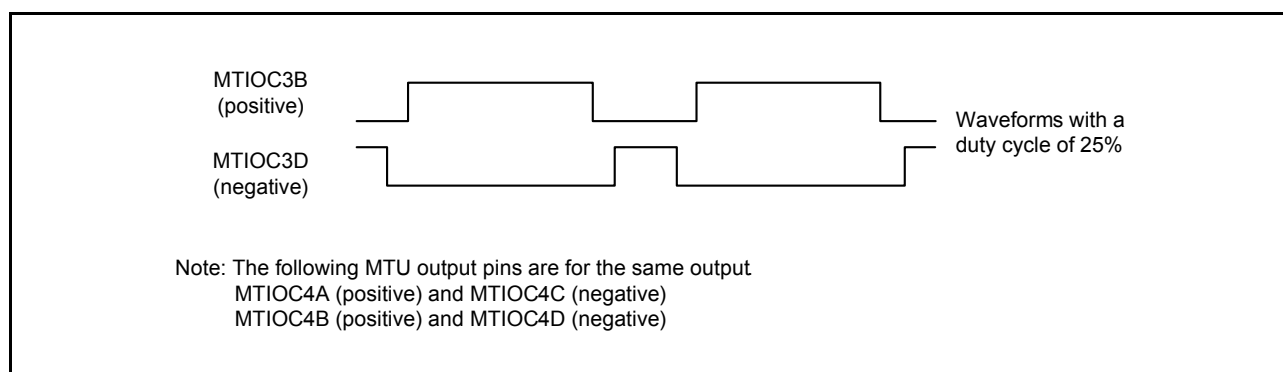 MTIOC3B
(positive)
Waveforms with a
duty cycle of 25%
MTIOC3D
(negative)
Note: The following MTU output pins are for the same output
MTIOC4A (positive) and MTIOC4C (negative)
MTIOC4B (positive) and MTIOC4D (negative)